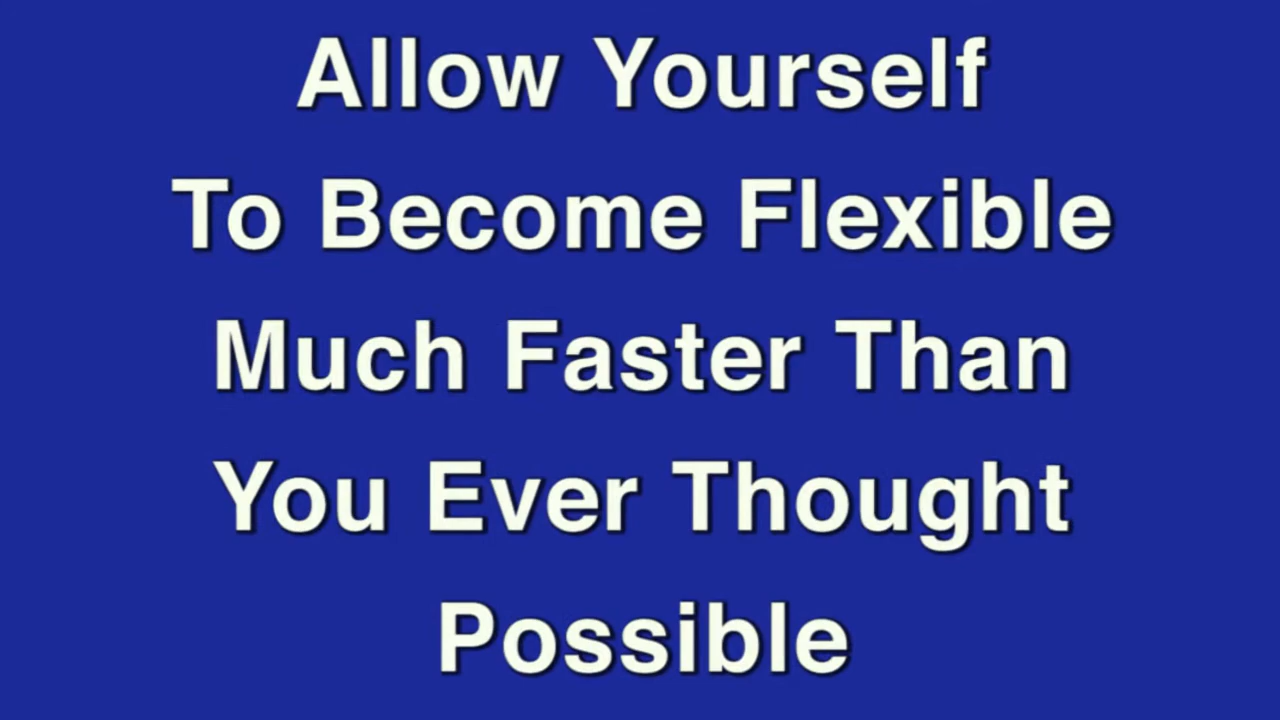 Allow Yourself
To Become Flexible
Much Faster Than
You Ever Thought
Possible